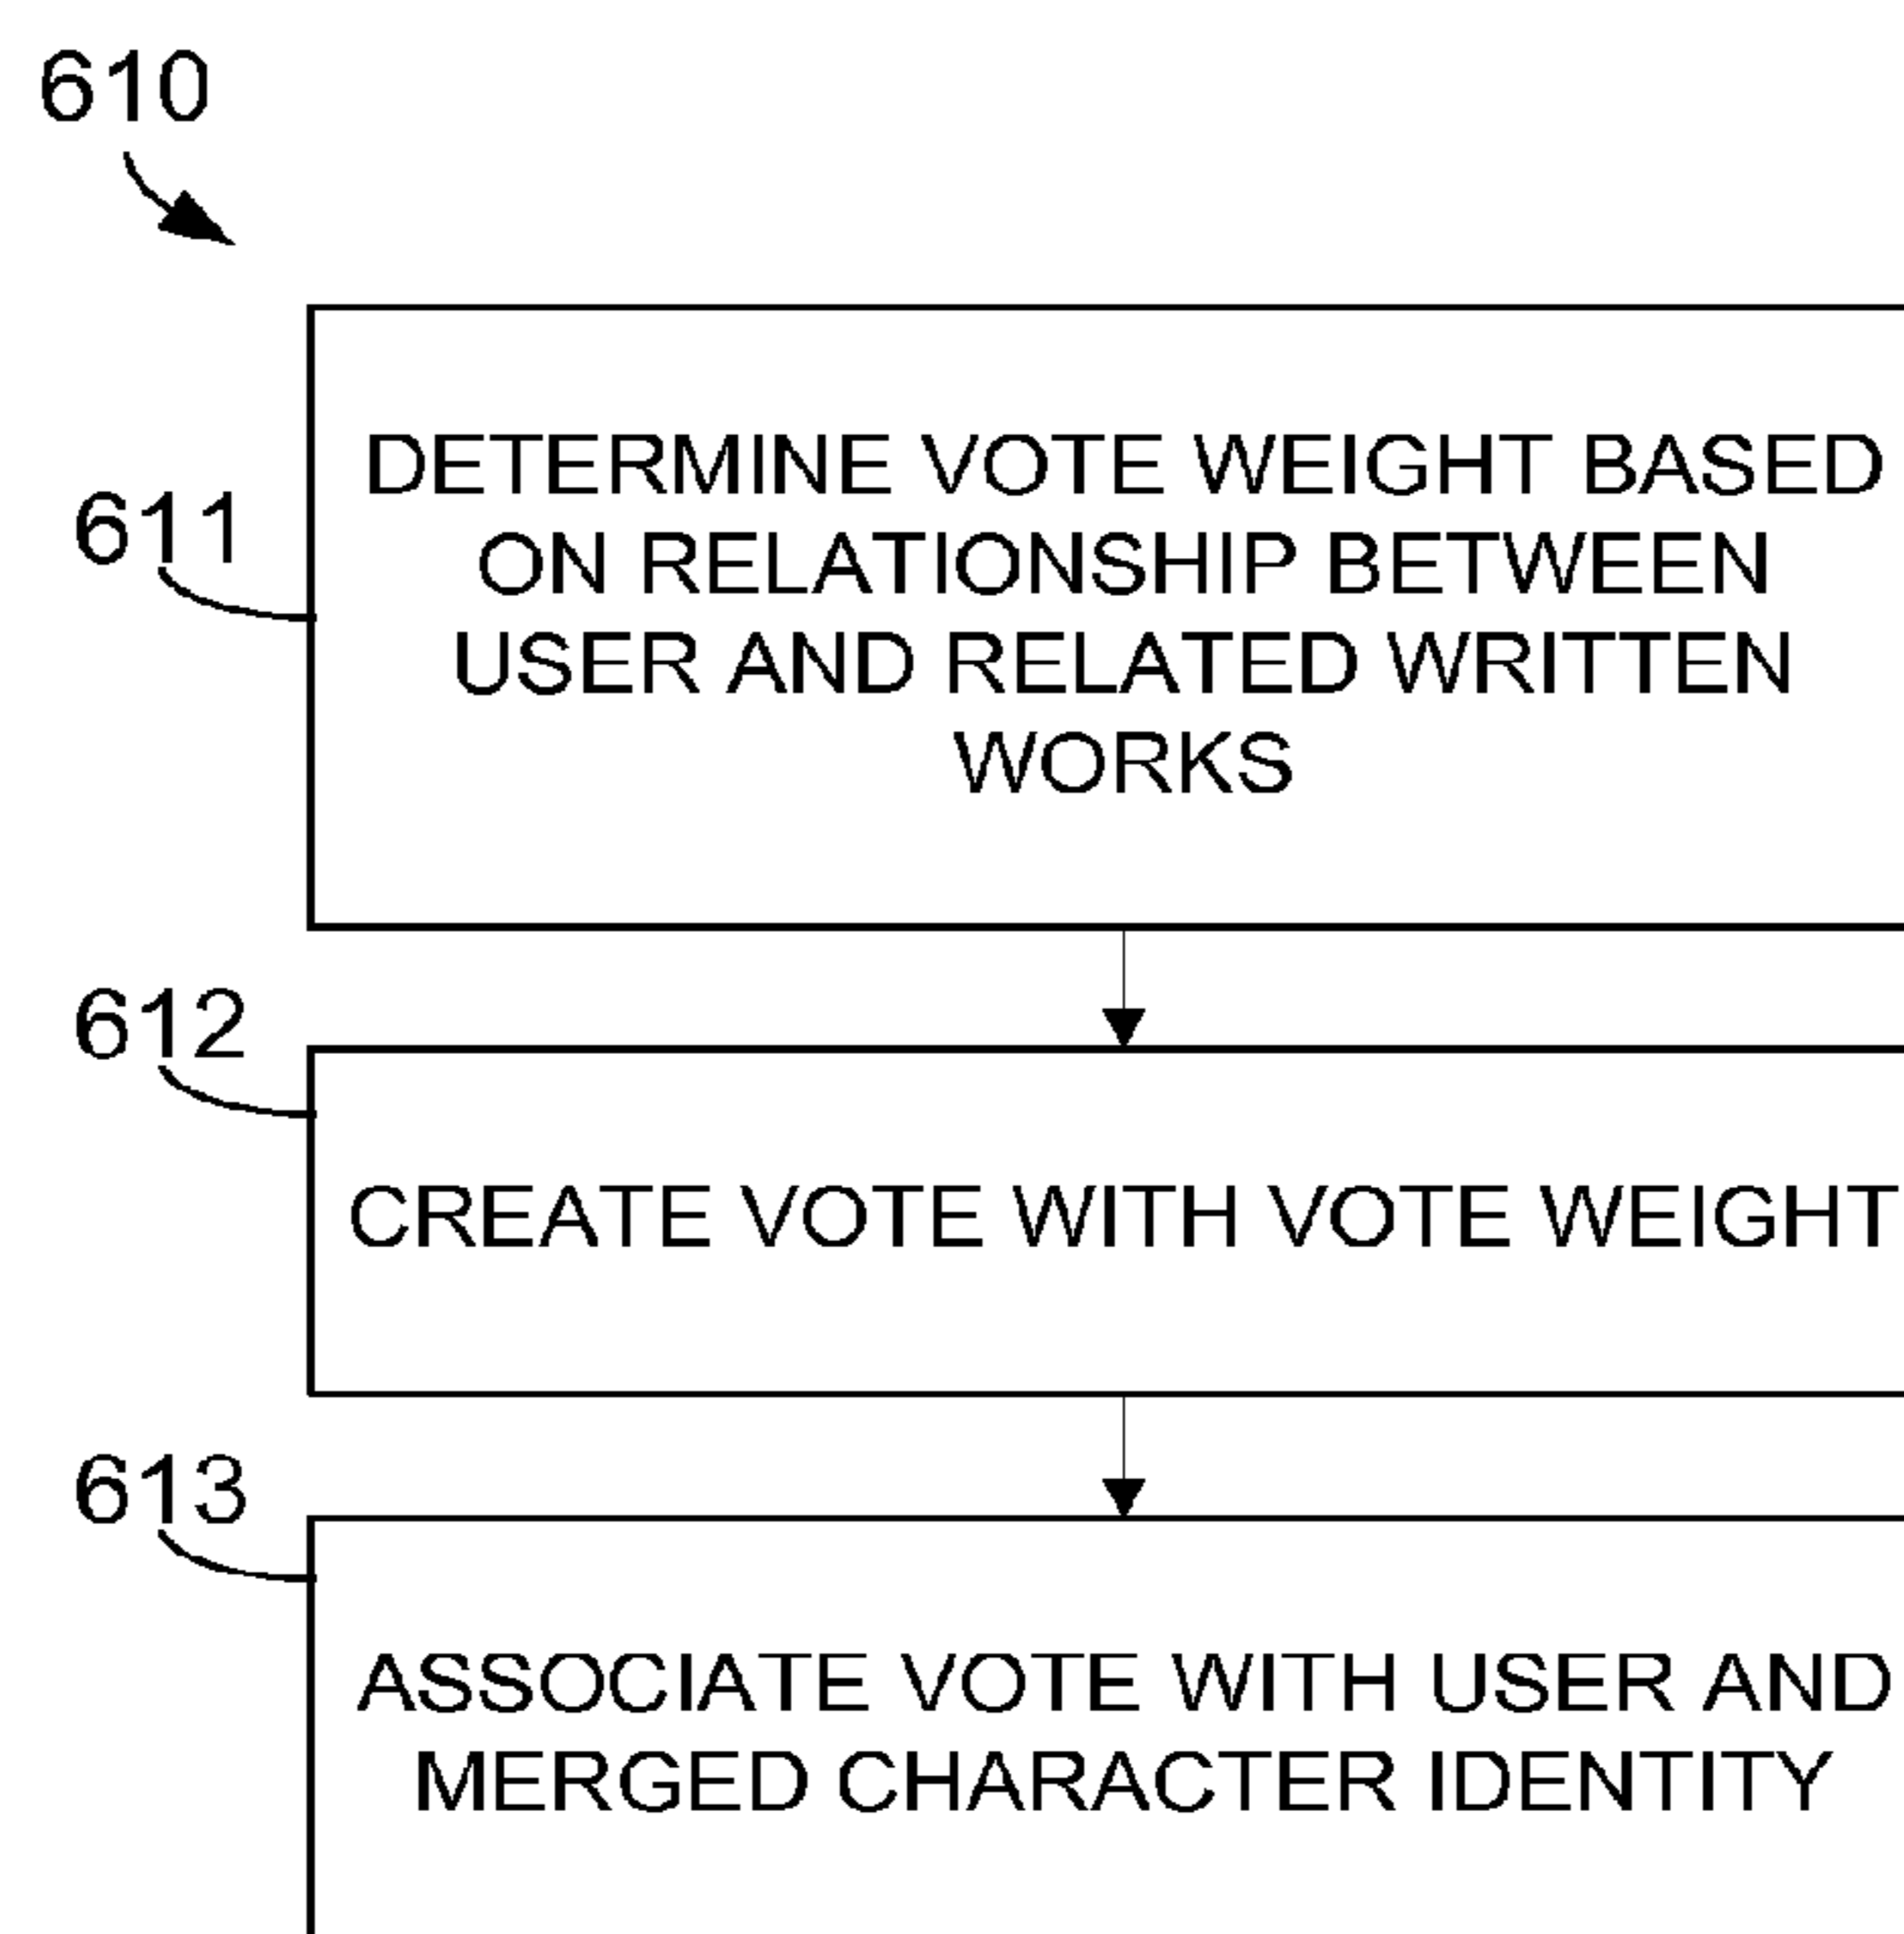 610
611
DETERMINE VOTE WEIGHT BASED
ON RELATIONSHIP BETWEEN
USER AND RELATED WRITTEN
WORKS
612
CREATE VOTE WITH VOTE WEIGHT
613
ASSOCIATE VOTE WITH USER AND
MERGED CHARACTER IDENTITY